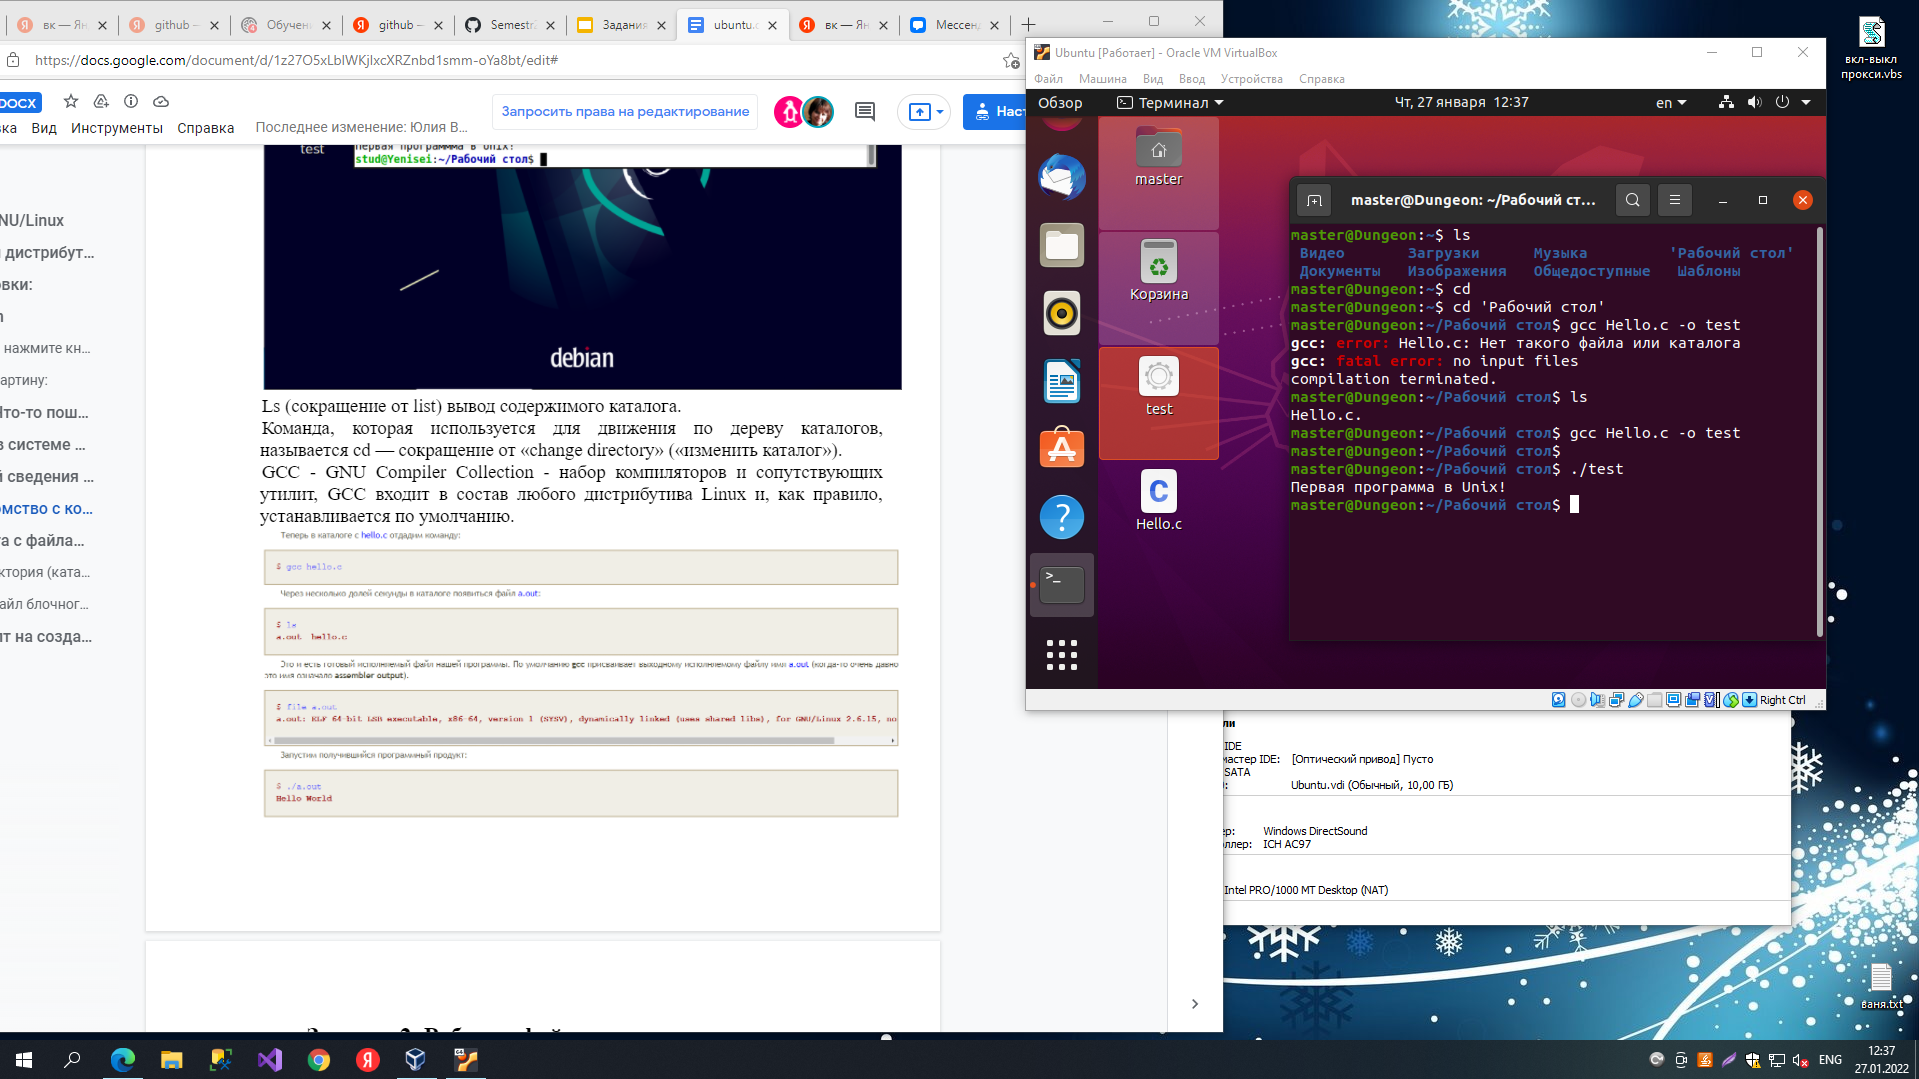 вк — Ян
github –
Обучен
github –
Semestr
Задания
ubuntu.
вк — Ян
Мессен
https://docs.google.com/document/d/1z27O5xLbIWKjIxcXRZnbd1smm-oYa8bt/edit#
DOCX
Запросить права на редактирование
Наст
ка Вид Инструменты Справка Последнее изменение: Юлия В...
NU/Linux
дистрибут...
вки:
нажмите кн...
артину:
Что-то пош...
в системе ...
й сведения ...
мство с ко...
та с файла...
ктория (ката...
айл блочног...
нт на созда...
test
Первая программа в Unix!
stud@Yenisei:~/Рабочий стол$
debian
Ls (сокращение от list) вывод содержимого каталога.
Команда, которая используется для движения по дереву каталогов,
называется cd — сокращение от «change directory» («изменить каталог»).
GCC - GNU Compiler Collection - набор компиляторов и сопутствующих
утилит, GCC входит в состав любого дистрибутива Linux и, как правило,
устанавливается по умолчанию.
Теперь в каталоге с hello.c отдадим команду:
$ gcc hello.c
Через несколько долей секунды в каталоге появиться файл a.out:
$ ls
a.out hello.c
Это и есть готовый исполняемый файл нашей программы. По умолчанию gcc присваивает выходному исполняемому файлу имя a.out (когда-то очень давно
это имя означало assembler output).
$ file a.out
a.out: ELF 64-bit LSB executable, x86-64, version 1 (SYSV), dynamically linked (uses shared libs), for GNU/Linux 2.6.15, no
Запустим получившийся программный продукт:
$ ./a.out
Hello World
Ubuntu [Работает] - Oracle VM VirtualBox
Файл Машина Вид Ввод Устройства Справка
Обзор Терминал Чт, 27 января 12:37 en
master
Корзина
test
Hello.c
master@Dungeon: ~/Рабочий ст...
master@Dungeon:~$ ls
Видео Загрузки Музыка 'Рабочий стол'
Документы Изображения Общедоступные Шаблоны
master@Dungeon:~$ cd
master@Dungeon:~$ cd 'Рабочий стол'
master@Dungeon:~/Рабочий стол$ gcc Hello.c -o test
gcc: error: Hello.c: Нет такого файла или каталога
gcc: fatal error: no input files
compilation terminated.
master@Dungeon:~/Рабочий стол$ ls
Hello.c.
master@Dungeon:~/Рабочий стол$ gcc Hello.c -o test
master@Dungeon:~/Рабочий стол$
master@Dungeon:~/Рабочий стол$ ./test
Первая программа в Unix!
master@Dungeon:~/Рабочий стол$
Right Ctrl
ли
IDE
мастер IDE: [Оптический привод] Пусто
SATA
Ubuntu.vdi (Обычный, 10,00 ГБ)
ер: Windows DirectSound
оллер: ICH AC97
Intel PRO/1000 MT Desktop (NAT)
вкл-выкл
прокси.vbs
ваня.txt
ENG
12:37
27.01.2022